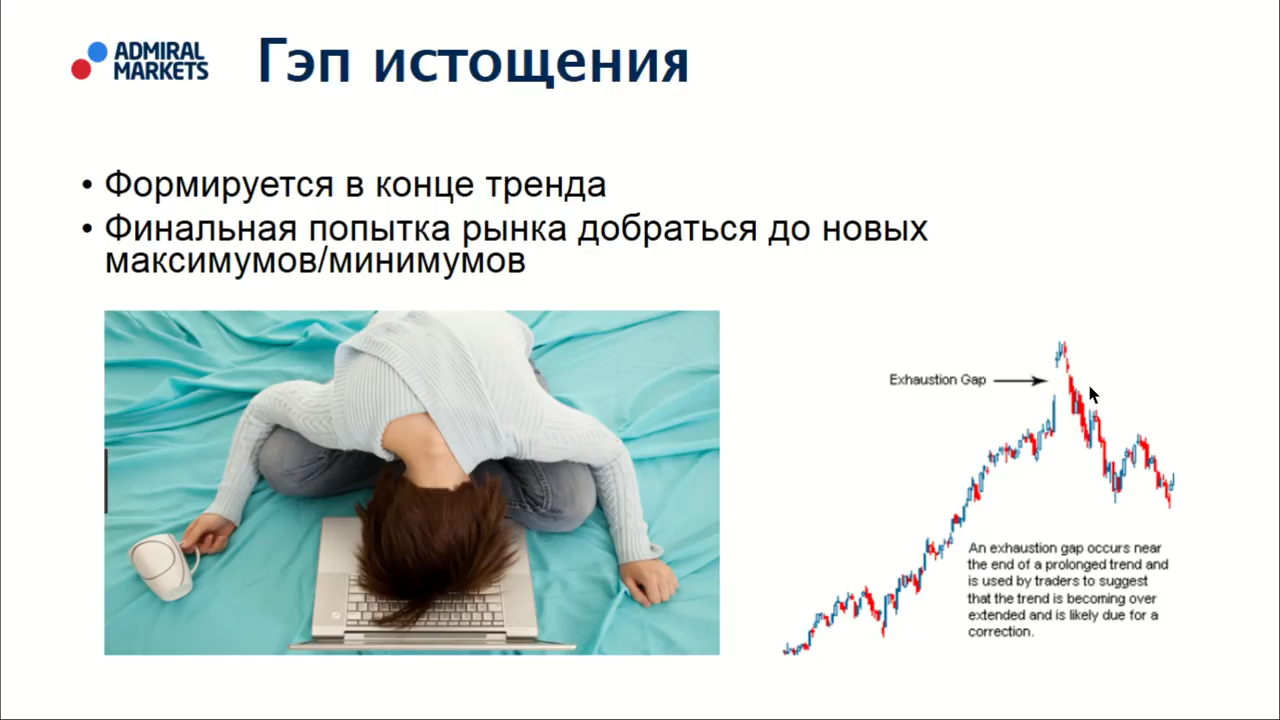 ADMIRAL
MARKETS
Гэп истощения
• Формируется в конце тренда
• Финальная попытка рынка добраться до новых
максимумов/минимумов
Exhaustion Gap
An exhaustion gap occurs near
the end of a prolonged trend and
is used by traders to suggest
that the trend is becoming over
extended and is likely due for a
correction.